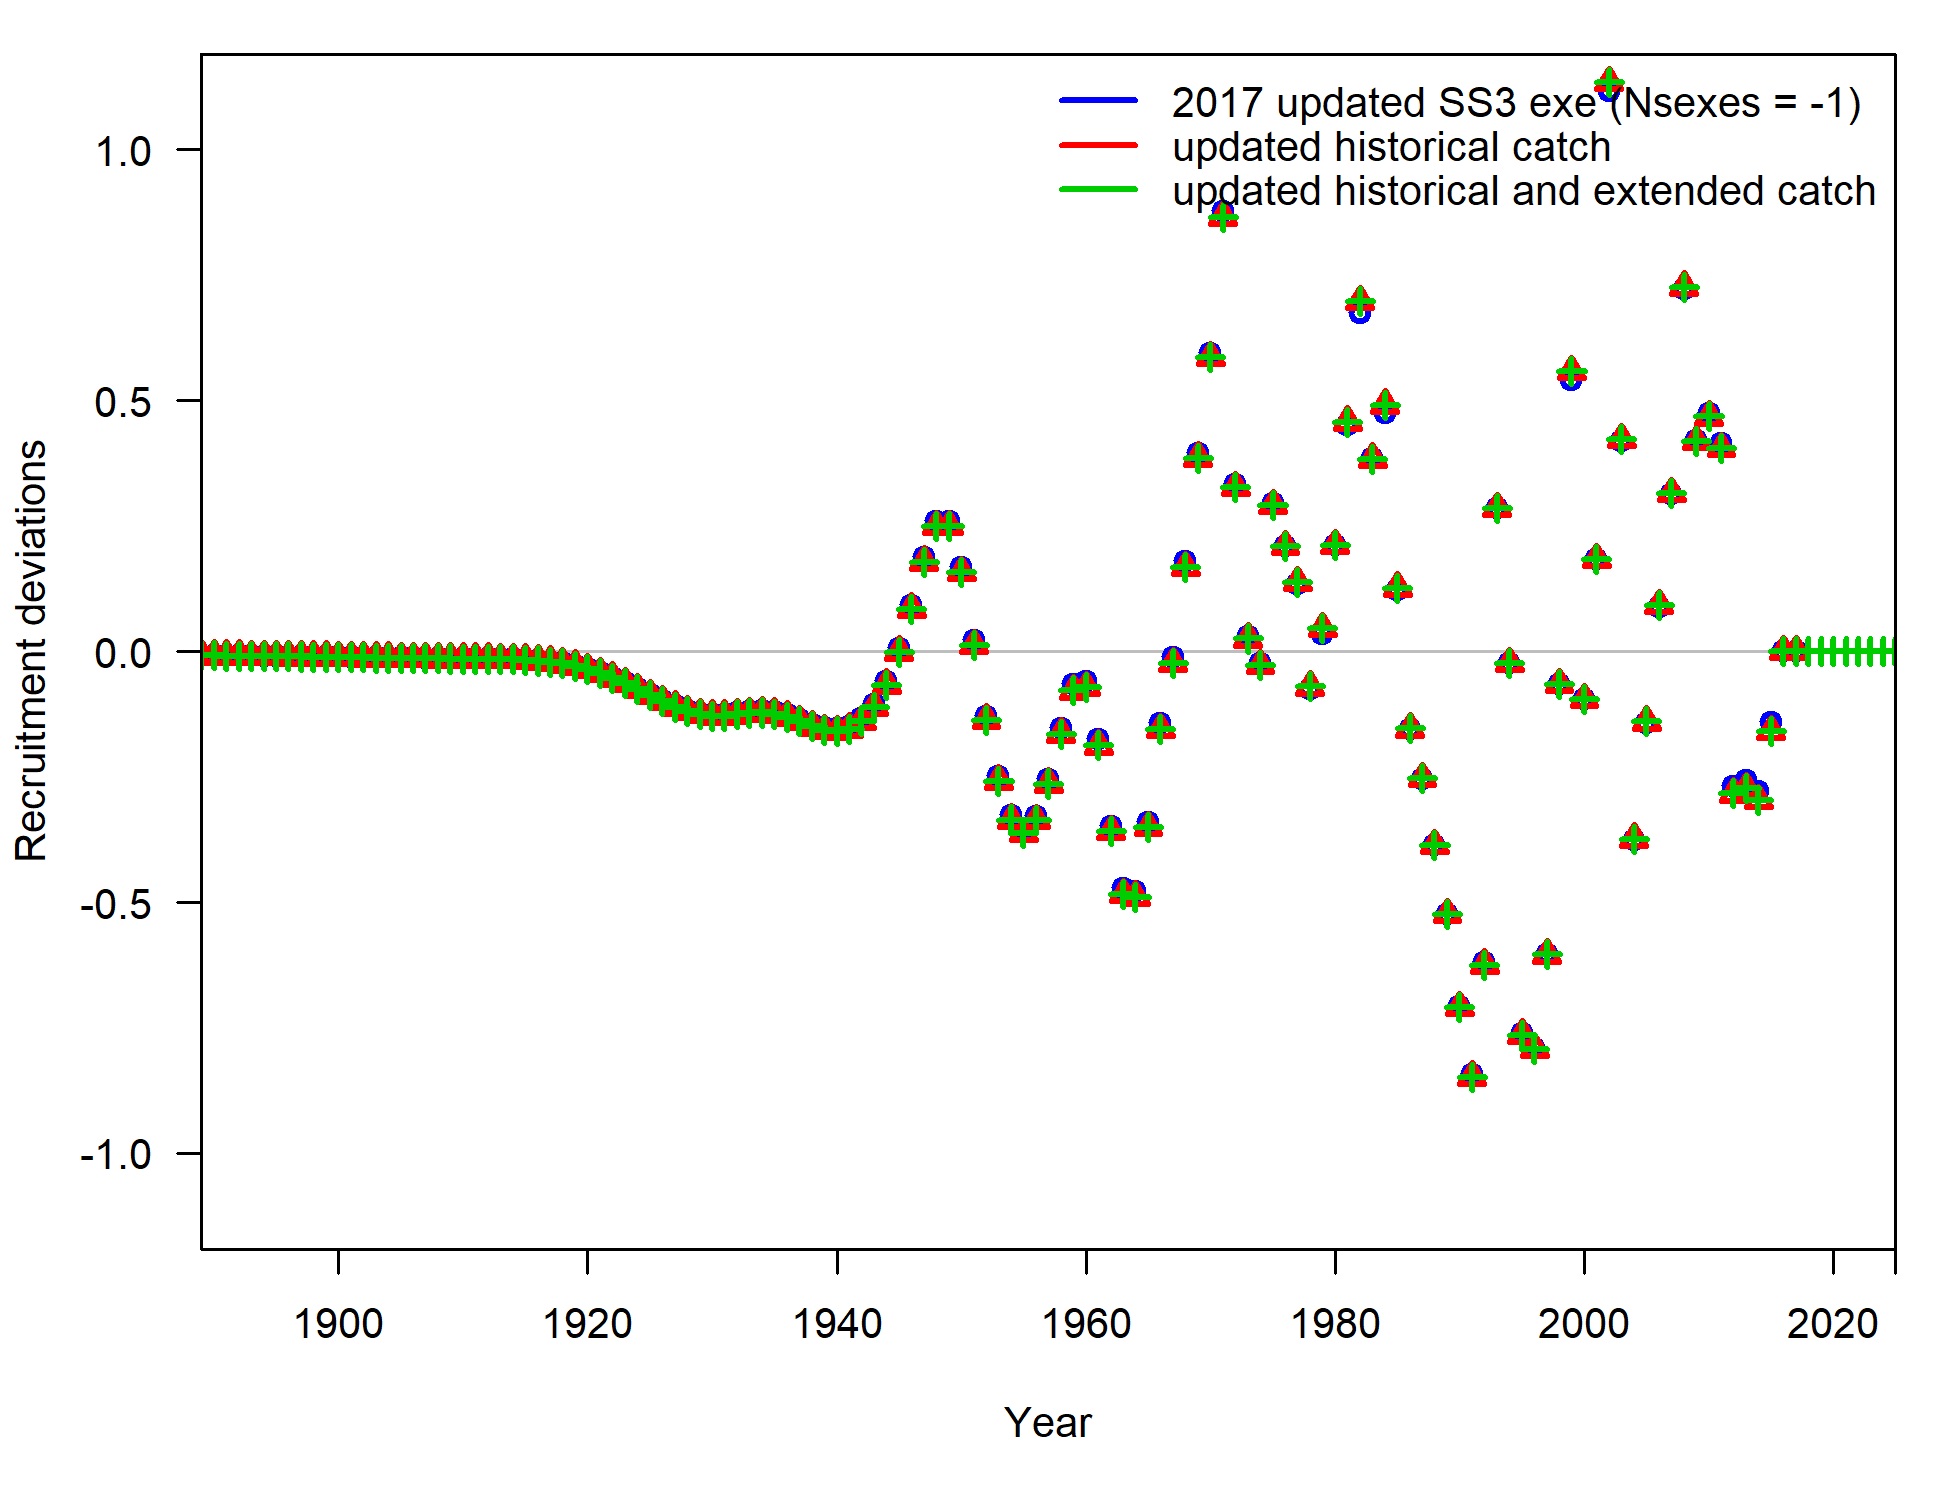 2017 updated SS3 exe (Nsexes = -1)
updated historical catch
updated historical and extended catch
1.0
0.5
0.0
-0.5
-1.0
Recruitment deviations
1900 1920 1940 1960 1980 2000 2020
Year